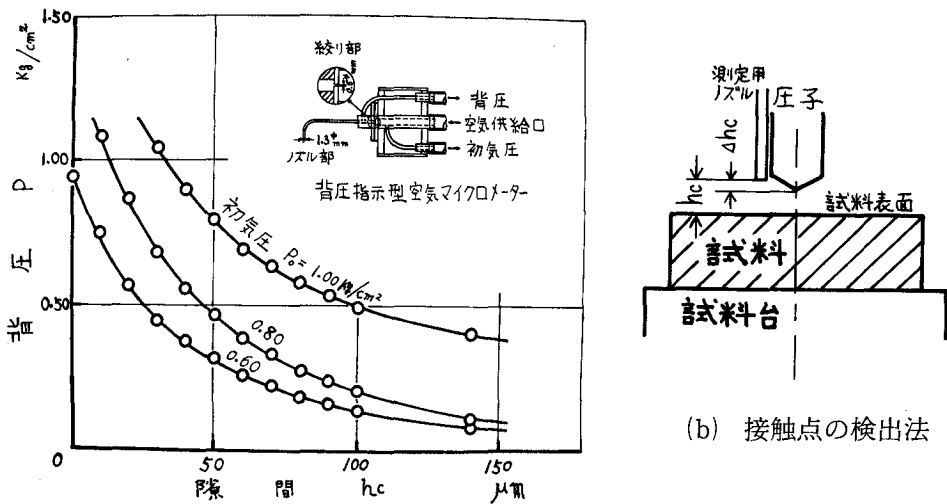 1.50
kg/cm²
1.00
背圧 P
0.50
0
0
50
100
150
隙間 hc
μm
絞り部
mm
背圧
空気供給口
初気圧
1.3φ mm
ノズル部
背圧指示型空気マイクロメーター
初気圧 P₀=1.00 kg/cm²
0.80
0.60
測定用
ノズル
圧子
Δhc
hc
試料表面
試料
試料台
(b) 接触点の検出法